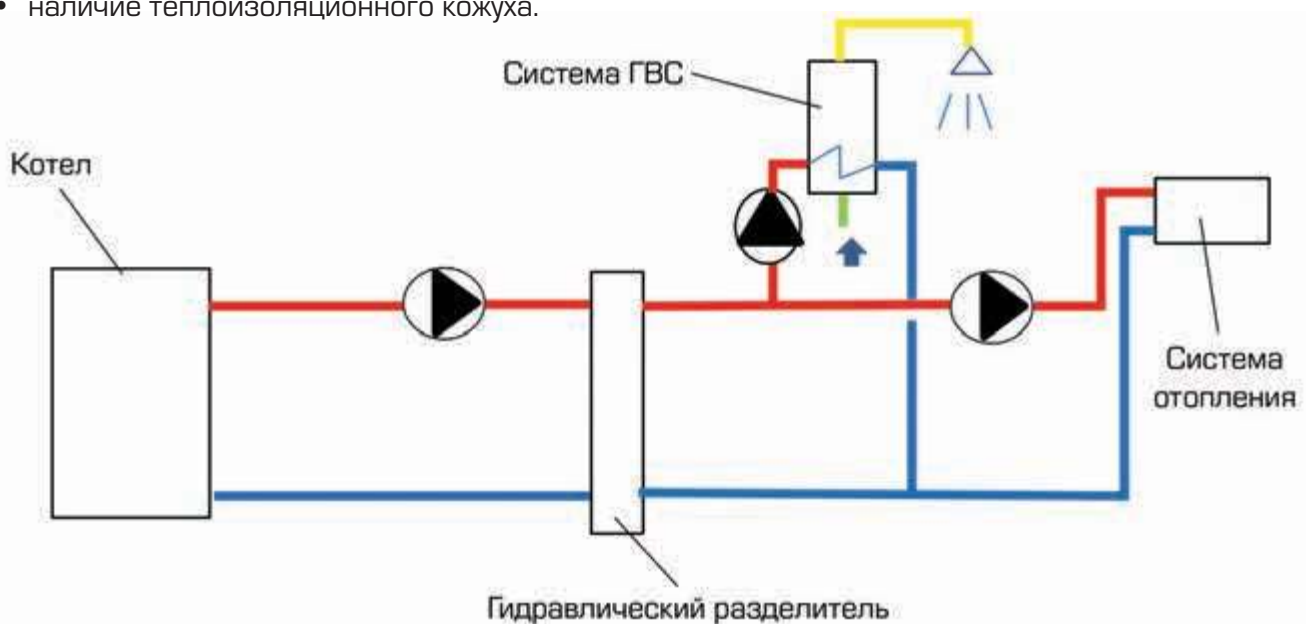 • наличие теплоизоляционного кожуха.
Система ГВС
Котел
Система
отопления
Гидравлический разделитель